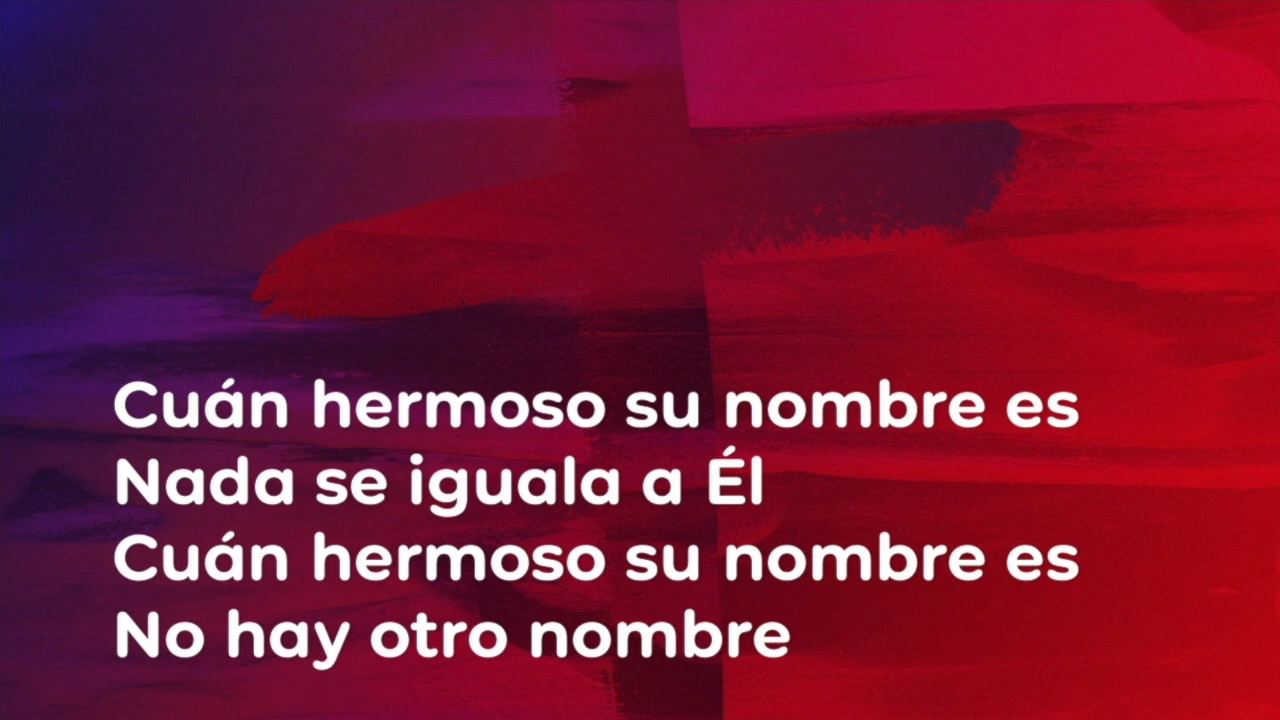 Cuán hermoso su nombre es
Nada se iguala a Él
Cuán hermoso su nombre es
No hay otro nombre